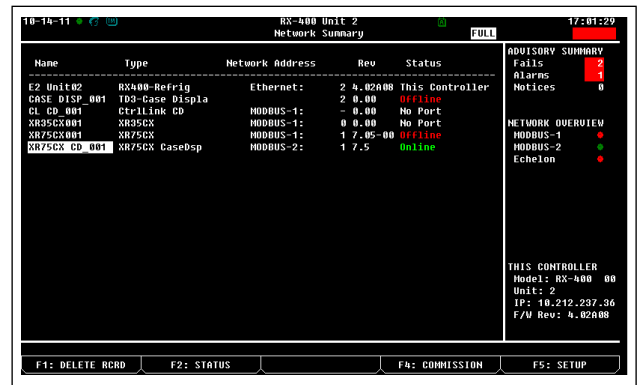 10-14-11 RX-400 Unit 2 17:01:29
Network Summary FULL
Name Type Network Address Rev Status
E2 Unit02 RX400-Refrig Ethernet: 2 4.02A08 This Controller
CASE DISP_001 TD3-Case Displa 2 0.00 Offline
CL CD_001 CtrlLink CD MODBUS-1: - 0.00 No Port
XR35CX001 XR35CX MODBUS-1: 0 0.00 No Port
XR75CX001 XR75CX MODBUS-1: 1 7.05-00 Offline
XR75CX CD_001 XR75CX CaseDsp MODBUS-2: 1 7.5 Online
ADVISORY SUMMARY
Fails 2
Alarms 1
Notices 0
NETWORK OVERVIEW
MODBUS-1
MODBUS-2
Echelon
THIS CONTROLLER
Model: RX-400 00
Unit: 2
IP: 10.212.237.36
F/W Rev: 4.02A08
F1: DELETE RCRD F2: STATUS F4: COMMISSION F5: SETUP